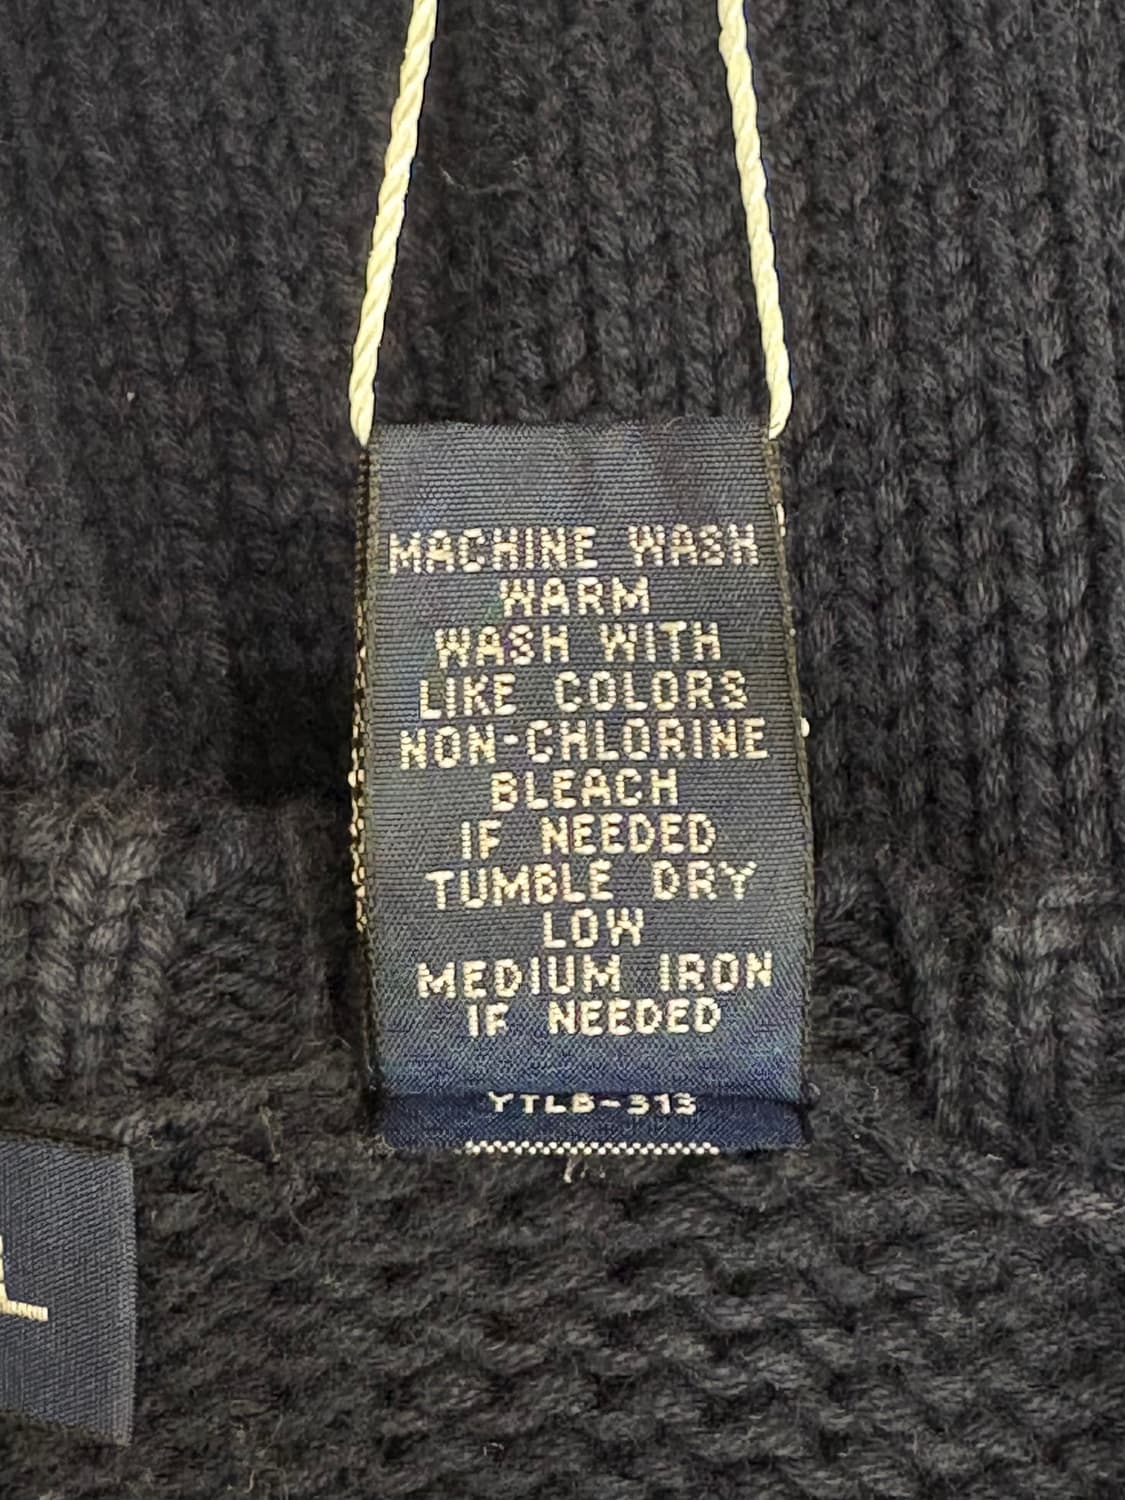 MACHINE WASH
WARM
WASH WITH
LIKE COLORS
NON-CHLORINE
BLEACH
IF NEEDED
TUMBLE DRY
LOW
MEDIUM IRON
IF NEEDED
YTLB-313